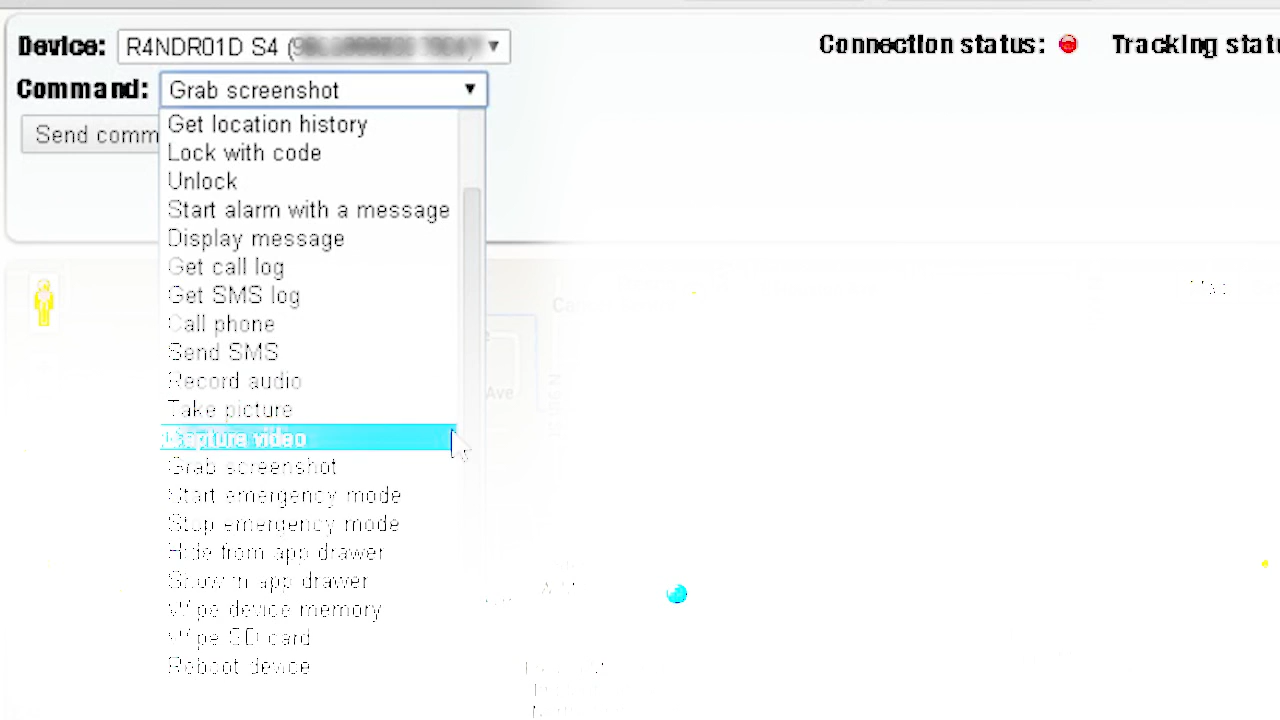 Device: R4NDR01D S4 (
Connection status:
Tracking statu
Command: Grab screenshot
Send comm
Get location history
Lock with code
Unlock
Start alarm with a message
Display message
Get call log
Get SMS log
Call phone
Send SMS
Record audio
Take picture
Capture video
Grab screenshot
Start emergency mode
Stop emergency mode
Hide from app drawer
Show in app drawer
Wipe device memory
Wipe SD card
Reboot device
Ave